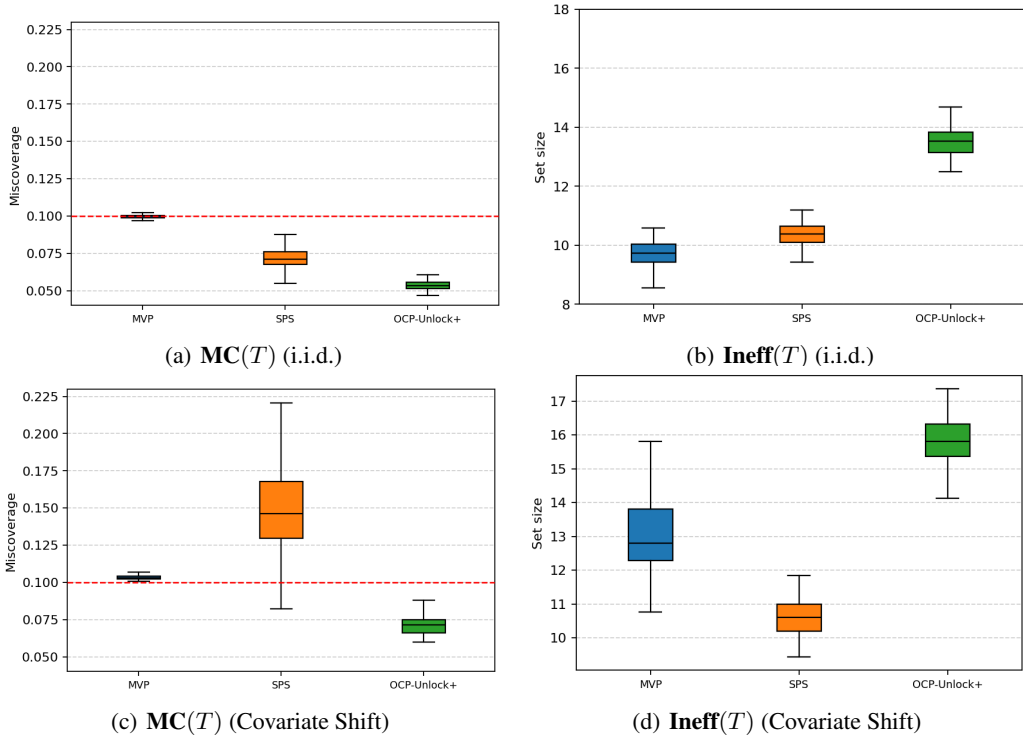 0.225
0.200
0.175
0.150
0.125
0.100
0.075
0.050
Miscoverage
MVP SPS OCP-Unlock+
(a) MC(T) (i.i.d.)
18
16
14
12
10
8
Set size
MVP SPS OCP-Unlock+
(b) Ineff(T) (i.i.d.)
0.225
0.200
0.175
0.150
0.125
0.100
0.075
0.050
Miscoverage
MVP SPS OCP-Unlock+
(c) MC(T) (Covariate Shift)
17
16
15
14
13
12
11
10
Set size
MVP SPS OCP-Unlock+
(d) Ineff(T) (Covariate Shift)